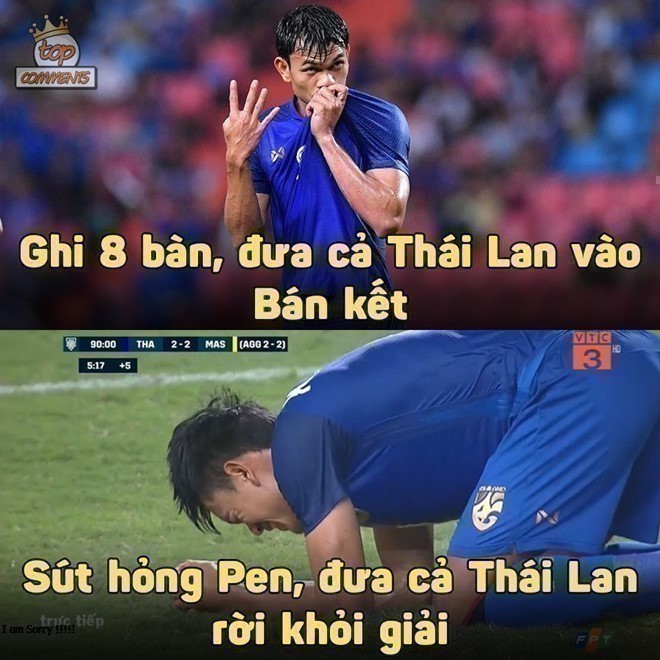 top
COMMENTS
Ghi 8 bàn, đưa cả Thái Lan vào
Bán kết
90:00 THA 2-2 MAS (AGG 2-2)
5:17 +5
VTC
3 HD
Sút hỏng Pen, đưa cả Thái Lan
rời khỏi giải
trực tiếp
I am Sorry !!!!!
FPT